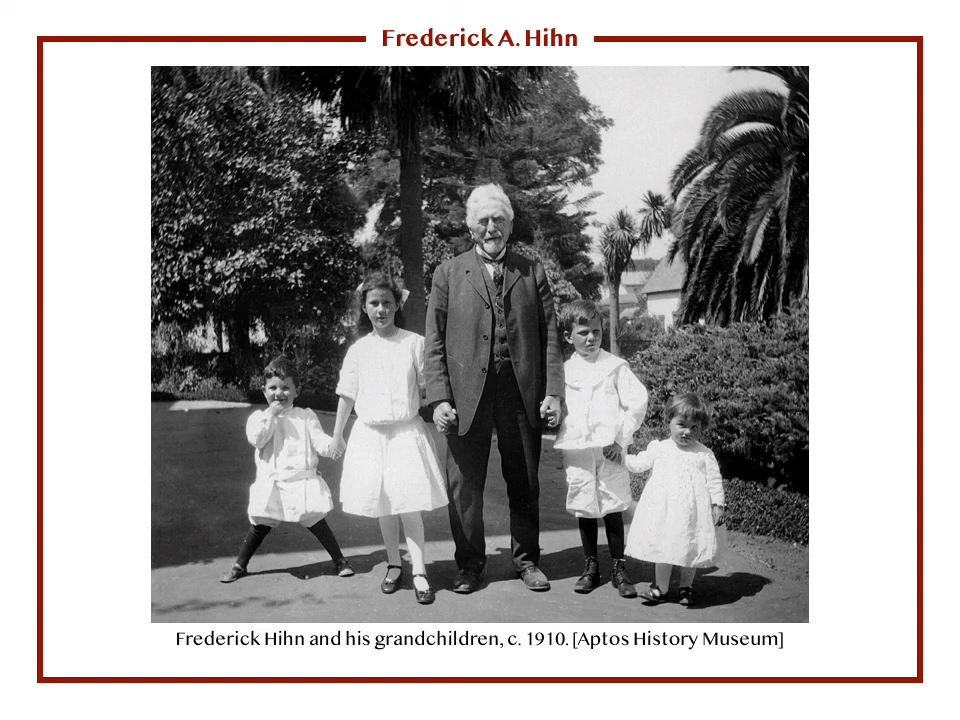 Frederick A. Hihn
Frederick Hihn and his grandchildren, c. 1910. [Aptos History Museum]